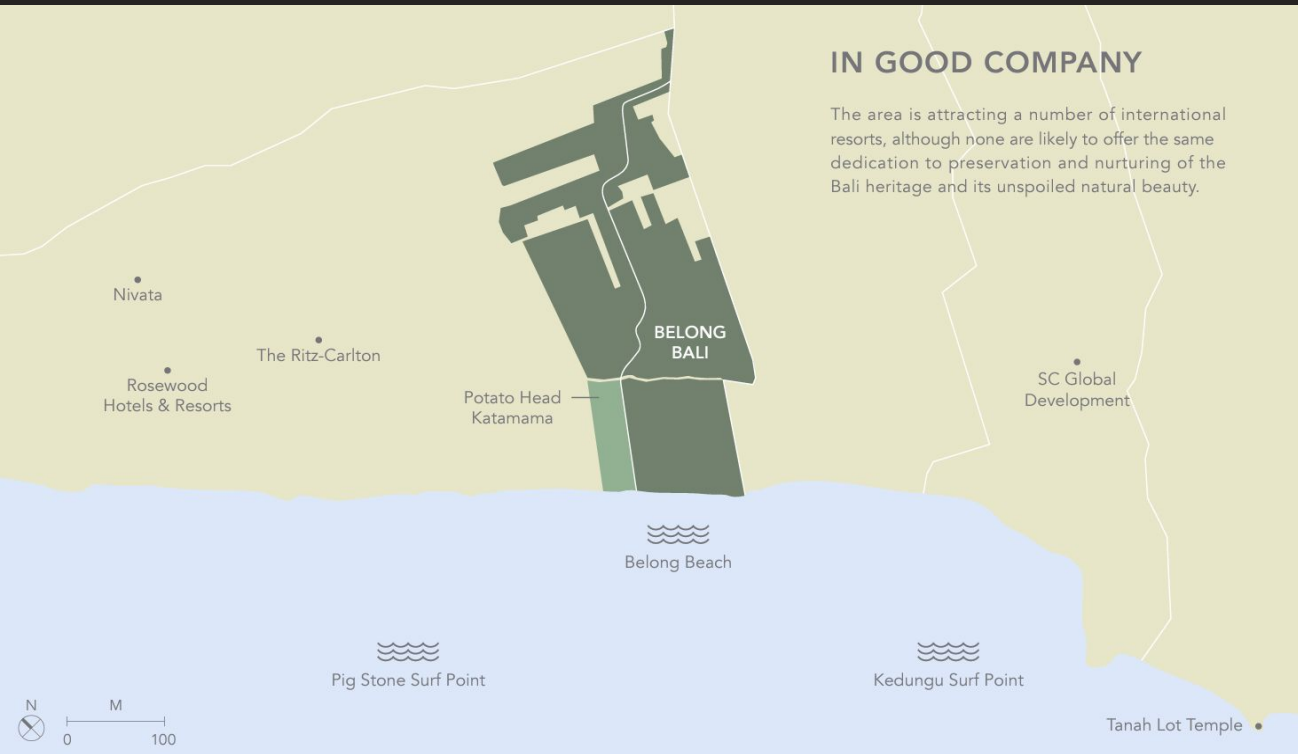 IN GOOD COMPANY
The area is attracting a number of international
resorts, although none are likely to offer the same
dedication to preservation and nurturing of the
Bali heritage and its unspoiled natural beauty.
Nivata
The Ritz-Carlton
Rosewood
Hotels & Resorts
BELONG
BALI
Potato Head
Katamama
SC Global
Development
Belong Beach
Pig Stone Surf Point
Kedungu Surf Point
Tanah Lot Temple
N
M
0 100